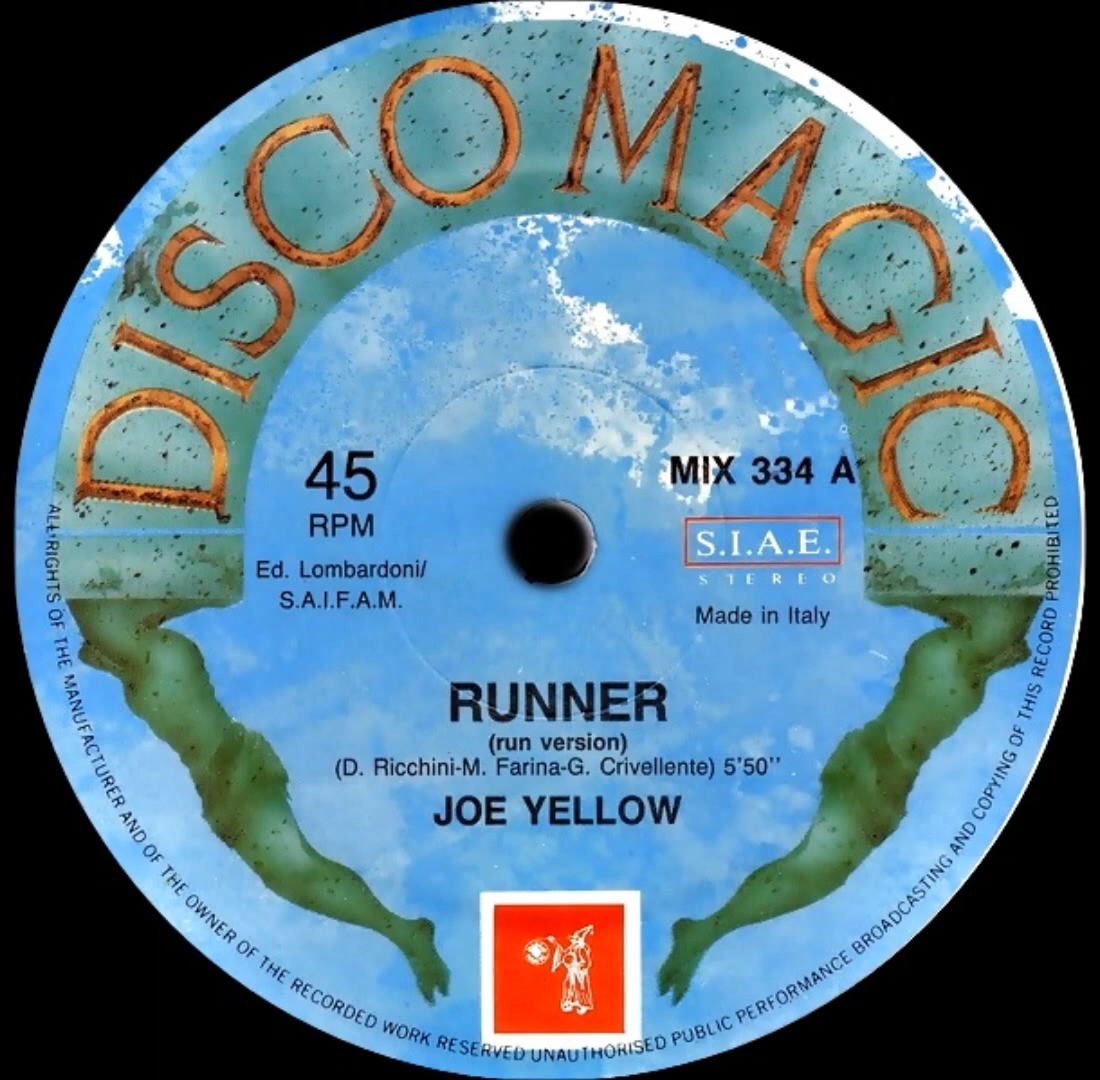 DISCO MAGIC
45
RPM
Ed. Lombardoni/
S.A.I.F.A.M.
MIX 334 A
S.I.A.E.
STEREO
Made in Italy
RUNNER
(run version)
(D. Ricchini-M. Farina-G. Crivellente) 5'50''
JOE YELLOW
ALL RIGHTS OF THE MANUFACTURER AND OF THE OWNER OF THE RECORDED WORK RESERVED UNAUTHORISED PUBLIC PERFORMANCE BROADCASTING AND COPYING OF THIS RECORD PROHIBITED